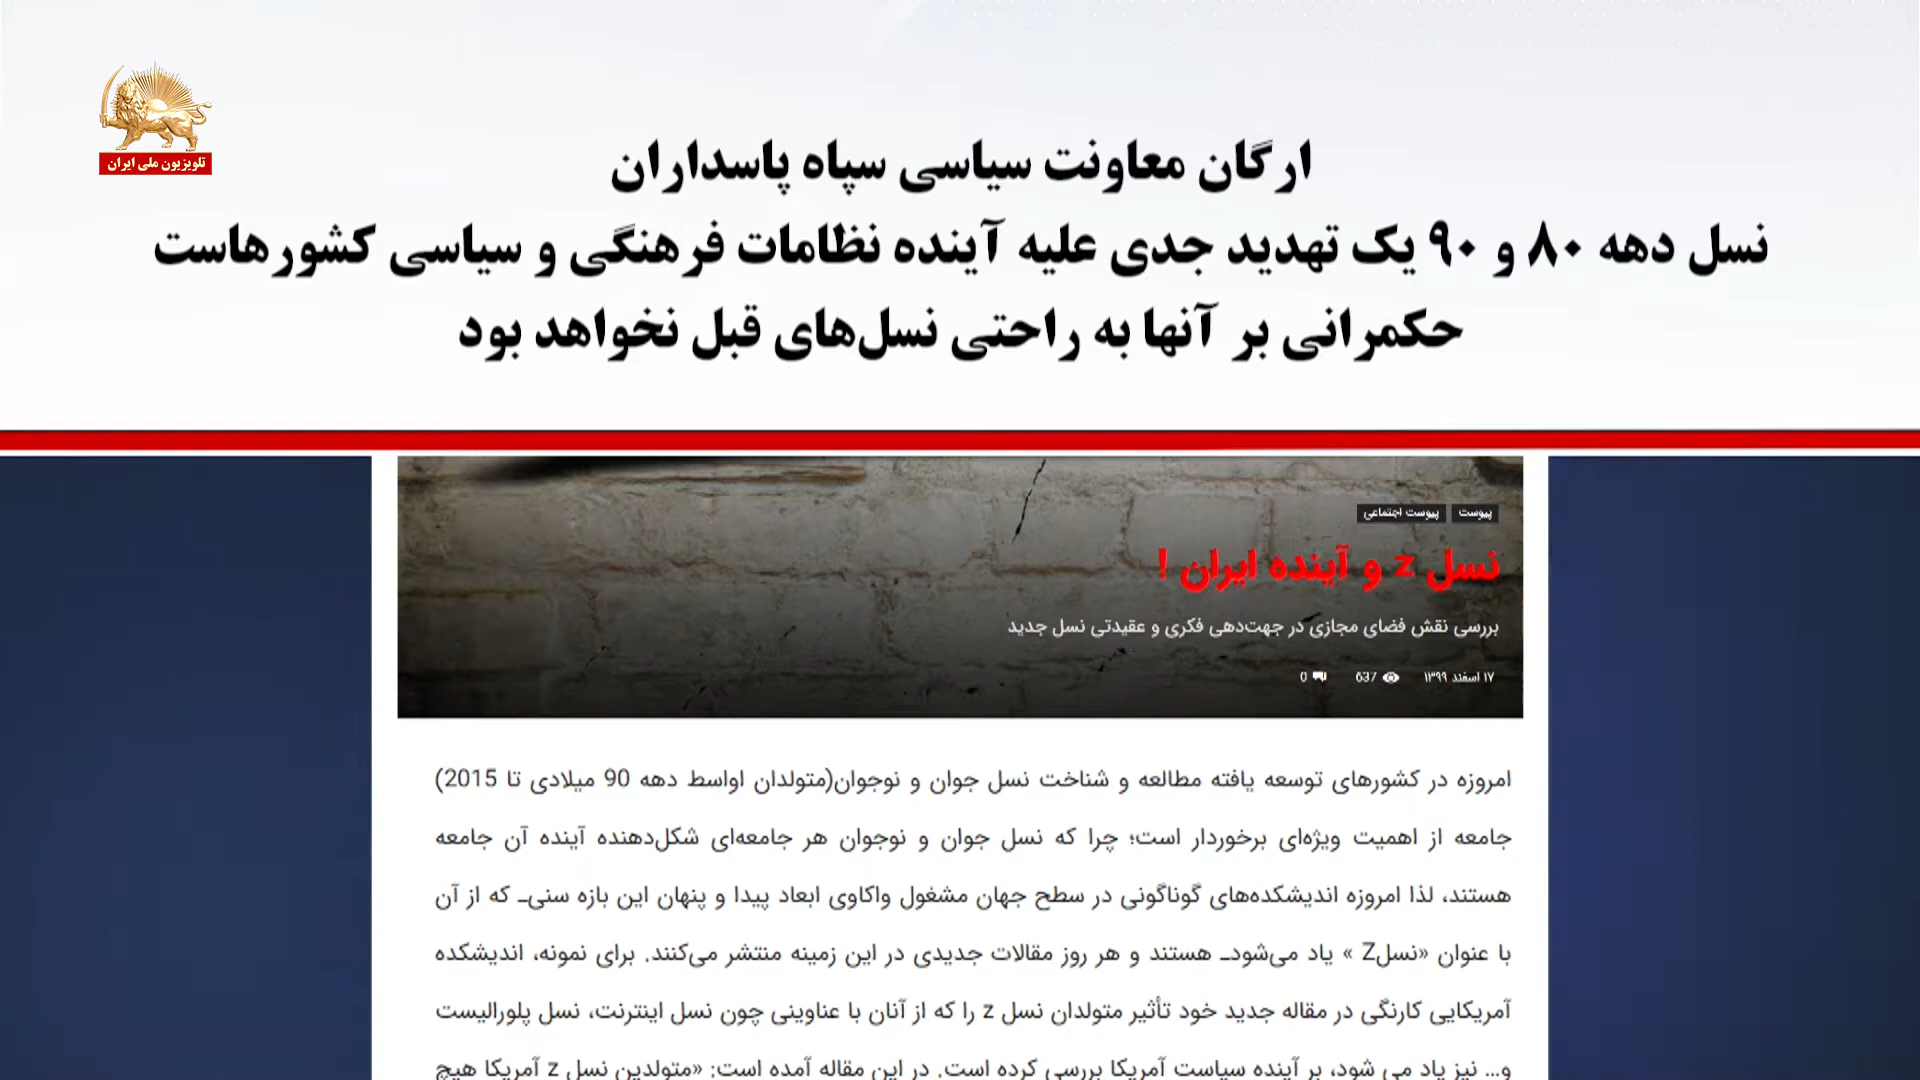 تلویزیون ملی ایران
ارگان معاونت سیاسی سپاه پاسداران
نسل دهه ۸۰ و ۹۰ یک تهدید جدی علیه آینده نظامات فرهنگی و سیاسی کشورهاست
حکمرانی بر آنها به راحتی نسل‌های قبل نخواهد بود
پیوست پیوست اجتماعی
نسل z و آینده ایران !
بررسی نقش فضای مجازی در جهت‌دهی فکری و عقیدتی نسل جدید
۱۷ اسفند ۱۳۹۹ 637 0
امروزه در کشورهای توسعه یافته مطالعه و شناخت نسل جوان و نوجوان(متولدان اواسط دهه 90 میلادی تا 2015)
جامعه از اهمیت ویژه‌ای برخوردار است؛ چرا که نسل جوان و نوجوان هر جامعه‌ای شکل‌دهنده آینده آن جامعه
هستند، لذا امروزه اندیشکده‌های گوناگونی در سطح جهان مشغول واکاوی ابعاد پیدا و پنهان این بازه سنی‌ـ که از آن
با عنوان «نسلZ » یاد می‌شودـ هستند و هر روز مقالات جدیدی در این زمینه منتشر می‌کنند. برای نمونه، اندیشکده
آمریکایی کارنگی در مقاله جدید خود تأثیر متولدان نسل z را که از آنان با عناوینی چون نسل اینترنت، نسل پلورالیست
و... نیز یاد می شود، بر آینده سیاست آمریکا بررسی کرده است. در این مقاله آمده است: «متولدین نسل z آمریکا هیچ